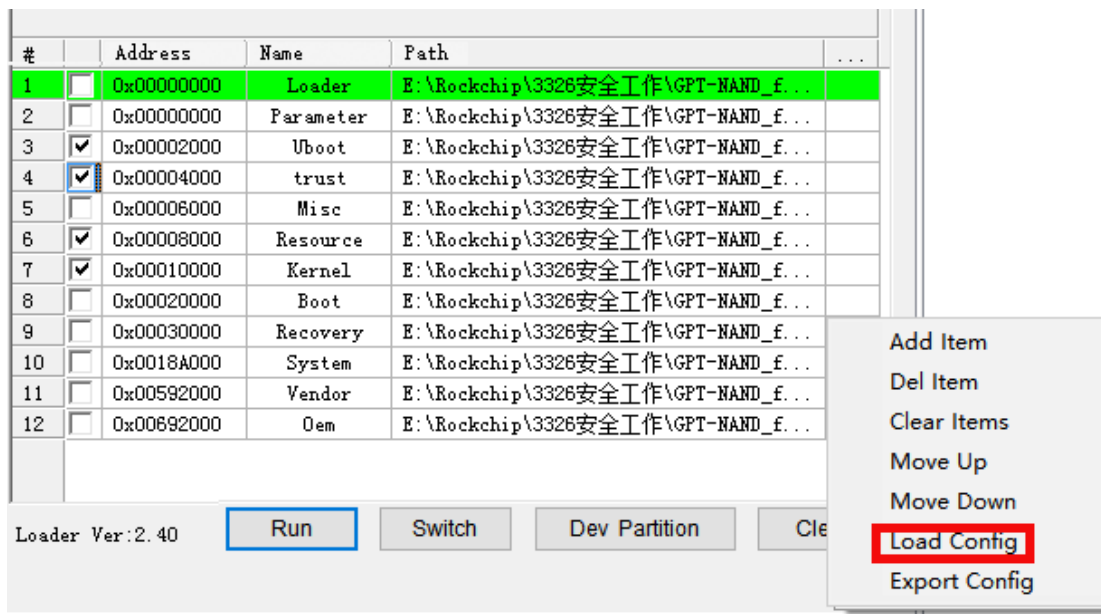 # Address Name Path ...
1 0x00000000 Loader E:\Rockchip\3326安全工作\GPT-NAND_f...
2 0x00000000 Parameter E:\Rockchip\3326安全工作\GPT-NAND_f...
3 0x00002000 Uboot E:\Rockchip\3326安全工作\GPT-NAND_f...
4 0x00004000 trust E:\Rockchip\3326安全工作\GPT-NAND_f...
5 0x00006000 Misc E:\Rockchip\3326安全工作\GPT-NAND_f...
6 0x00008000 Resource E:\Rockchip\3326安全工作\GPT-NAND_f...
7 0x00010000 Kernel E:\Rockchip\3326安全工作\GPT-NAND_f...
8 0x00020000 Boot E:\Rockchip\3326安全工作\GPT-NAND_f...
9 0x00030000 Recovery E:\Rockchip\3326安全工作\GPT-NAND_f...
10 0x0018A000 System E:\Rockchip\3326安全工作\GPT-NAND_f...
11 0x00592000 Vendor E:\Rockchip\3326安全工作\GPT-NAND_f...
12 0x00692000 Oem E:\Rockchip\3326安全工作\GPT-NAND_f...
Add Item
Del Item
Clear Items
Move Up
Move Down
Load Config
Export Config
Loader Ver:2.40 Run Switch Dev Partition Cle